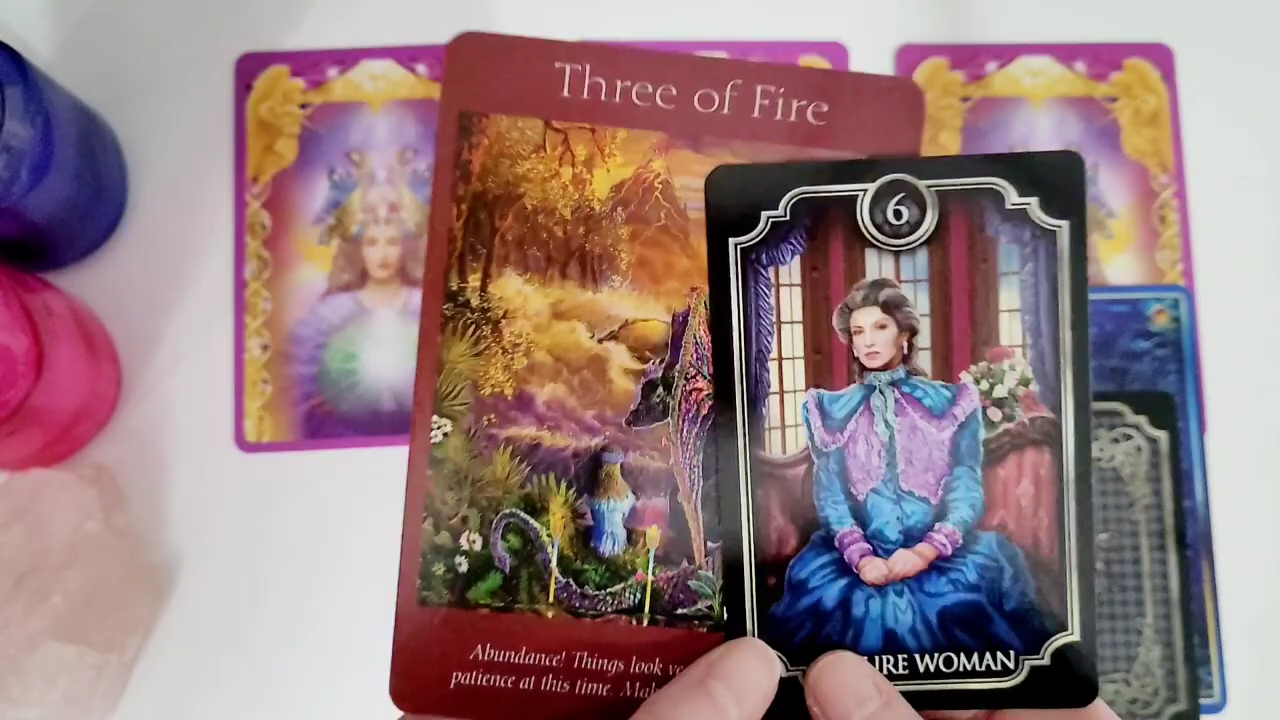 Three of Fire
6
URE WOMAN
Abundance! Things look
patience at this time.